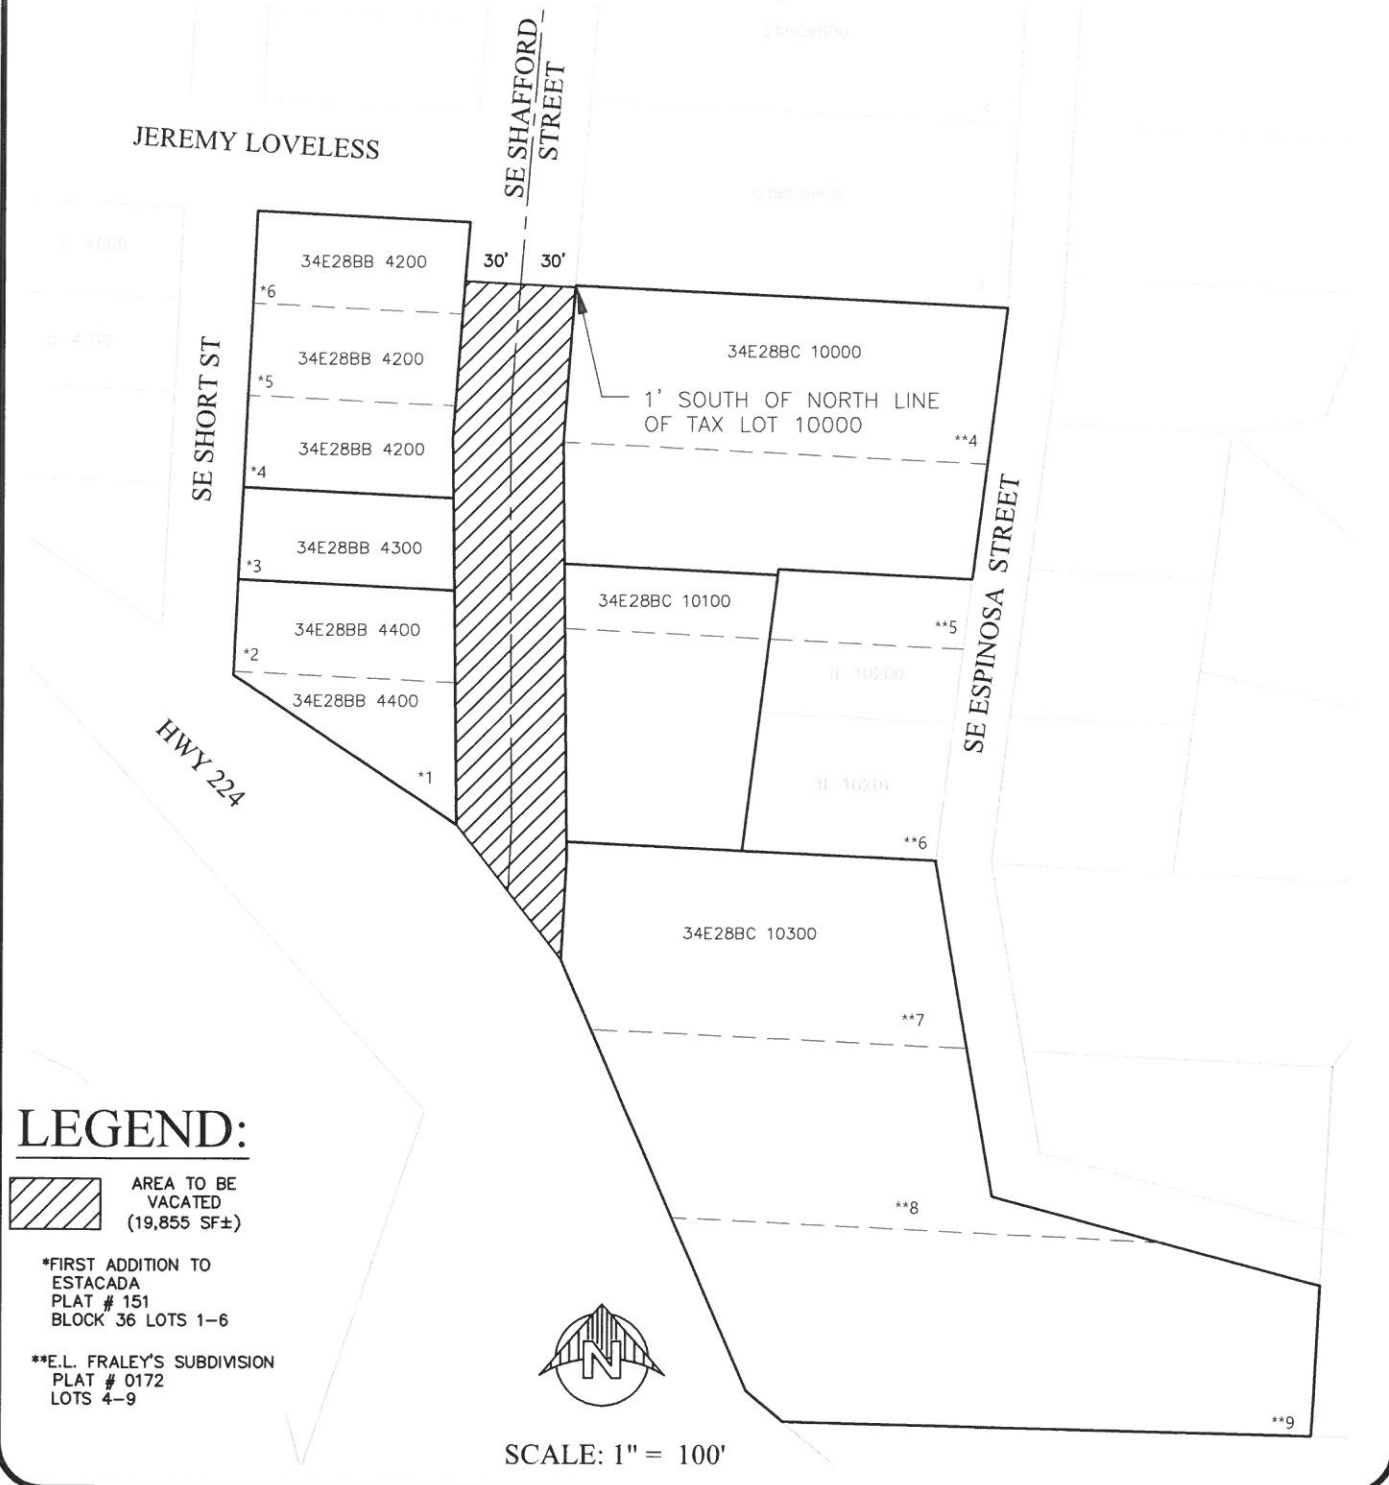 SE SHAFFORD
STREET
JEREMY LOVELESS
34E28BB 4200
*6
30' 30'
34E28BB 4200
*5
34E28BB 4200
*4
SE SHORT ST
34E28BB 4300
*3
34E28BB 4400
*2
34E28BB 4400
*1
HWY 224
34E28BC 10000
1' SOUTH OF NORTH LINE
OF TAX LOT 10000
**4
SE ESPINOSA STREET
34E28BC 10100
**5
**6
34E28BC 10300
**7
**8
**9
LEGEND:
AREA TO BE
VACATED
(19,855 SF±)
*FIRST ADDITION TO
ESTACADA
PLAT # 151
BLOCK 36 LOTS 1-6
**E.L. FRALEY'S SUBDIVISION
PLAT # 0172
LOTS 4-9
N
SCALE: 1" = 100'